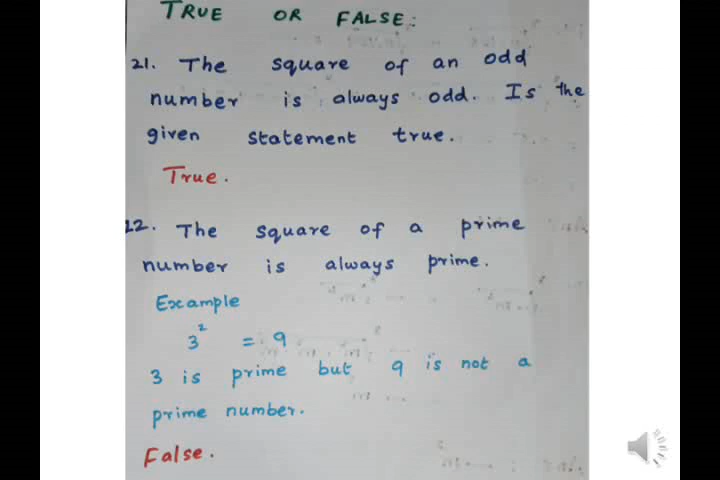 TRUE OR FALSE:
21. The square of an odd
number is always odd. Is the
given statement true.
True.
22. The square of a prime
number is always prime.
Example
3² = 9
3 is prime but 9 is not a
prime number.
False.